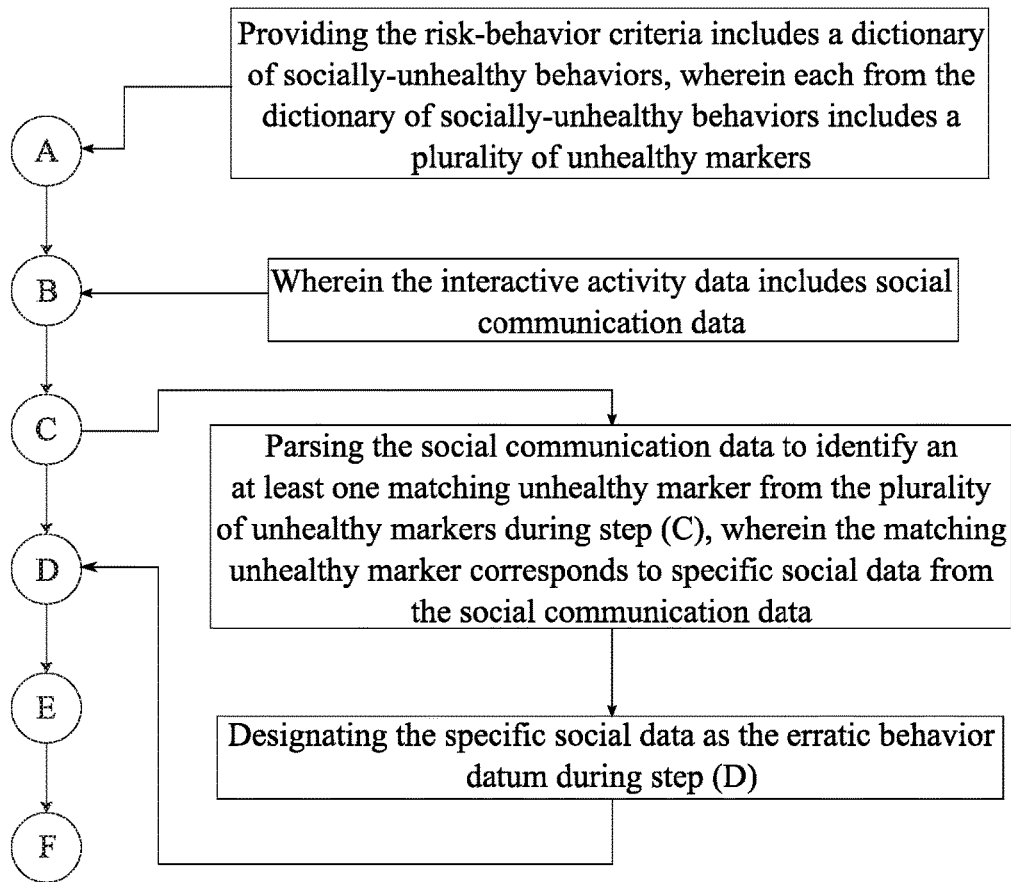 Providing the risk-behavior criteria includes a dictionary
of socially-unhealthy behaviors, wherein each from the
dictionary of socially-unhealthy behaviors includes a
plurality of unhealthy markers
A
B
Wherein the interactive activity data includes social
communication data
C
Parsing the social communication data to identify an
at least one matching unhealthy marker from the plurality
of unhealthy markers during step (C), wherein the matching
unhealthy marker corresponds to specific social data from
the social communication data
D
E
Designating the specific social data as the erratic behavior
datum during step (D)
F